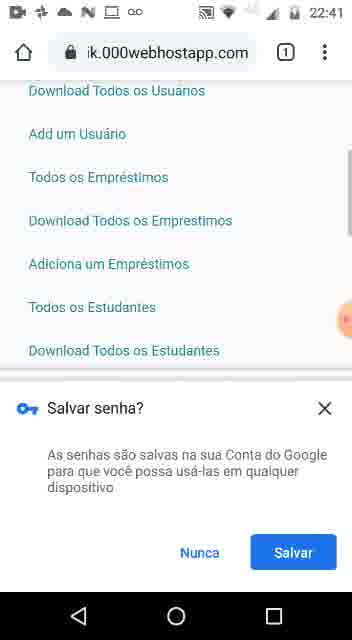 22:41
ik.000webhostapp.com
1
Download Todos os Usuários
Add um Usuário
Todos os Empréstimos
Download Todos os Emprestimos
Adiciona um Empréstimos
Todos os Estudantes
Download Todos os Estudantes
Salvar senha?
As senhas são salvas na sua Conta do Google
para que você possa usá-las em qualquer
dispositivo
Nunca
Salvar